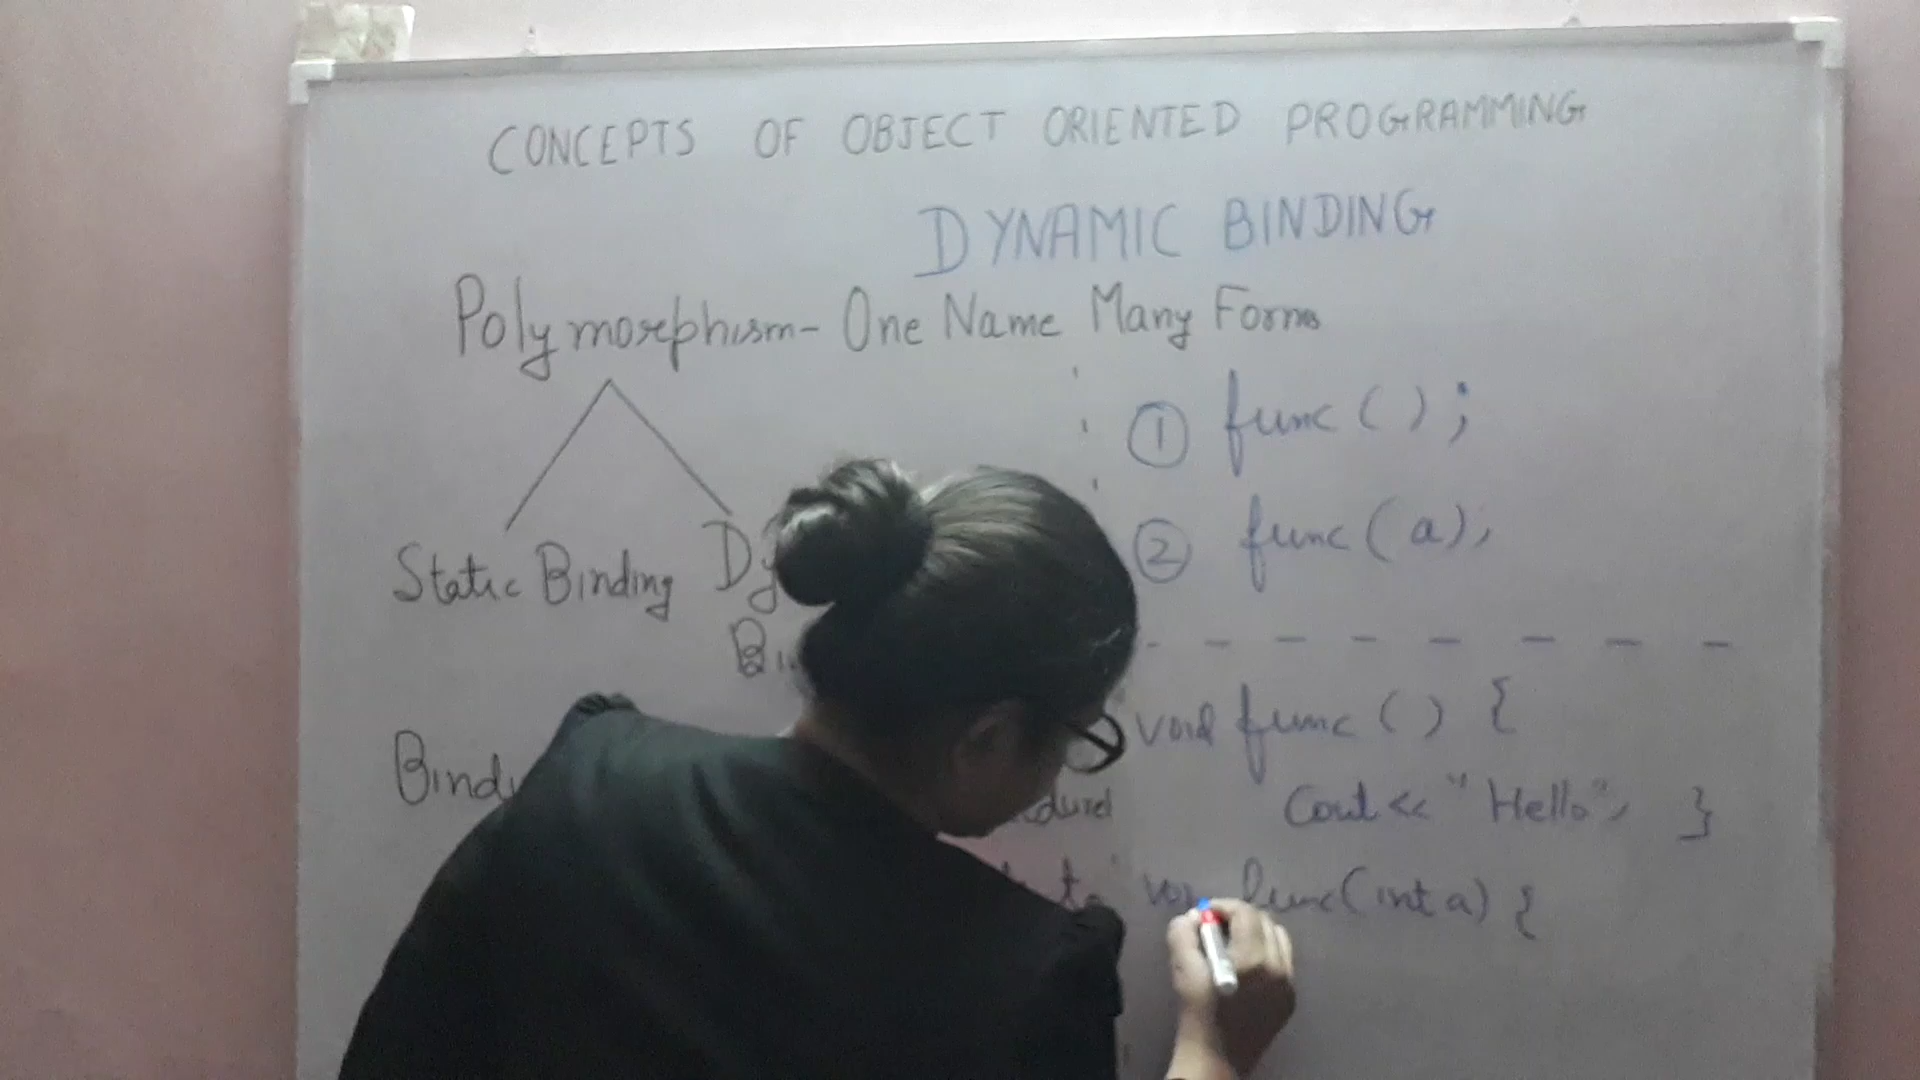 CONCEPTS OF OBJECT ORIENTED PROGRAMMING
DYNAMIC BINDING
Polymorphism- One Name Many Forms
Static Binding
① func ( ) ;
② func ( a ),
void func ( ) {
Cout << "Hello", }
func(int a) {